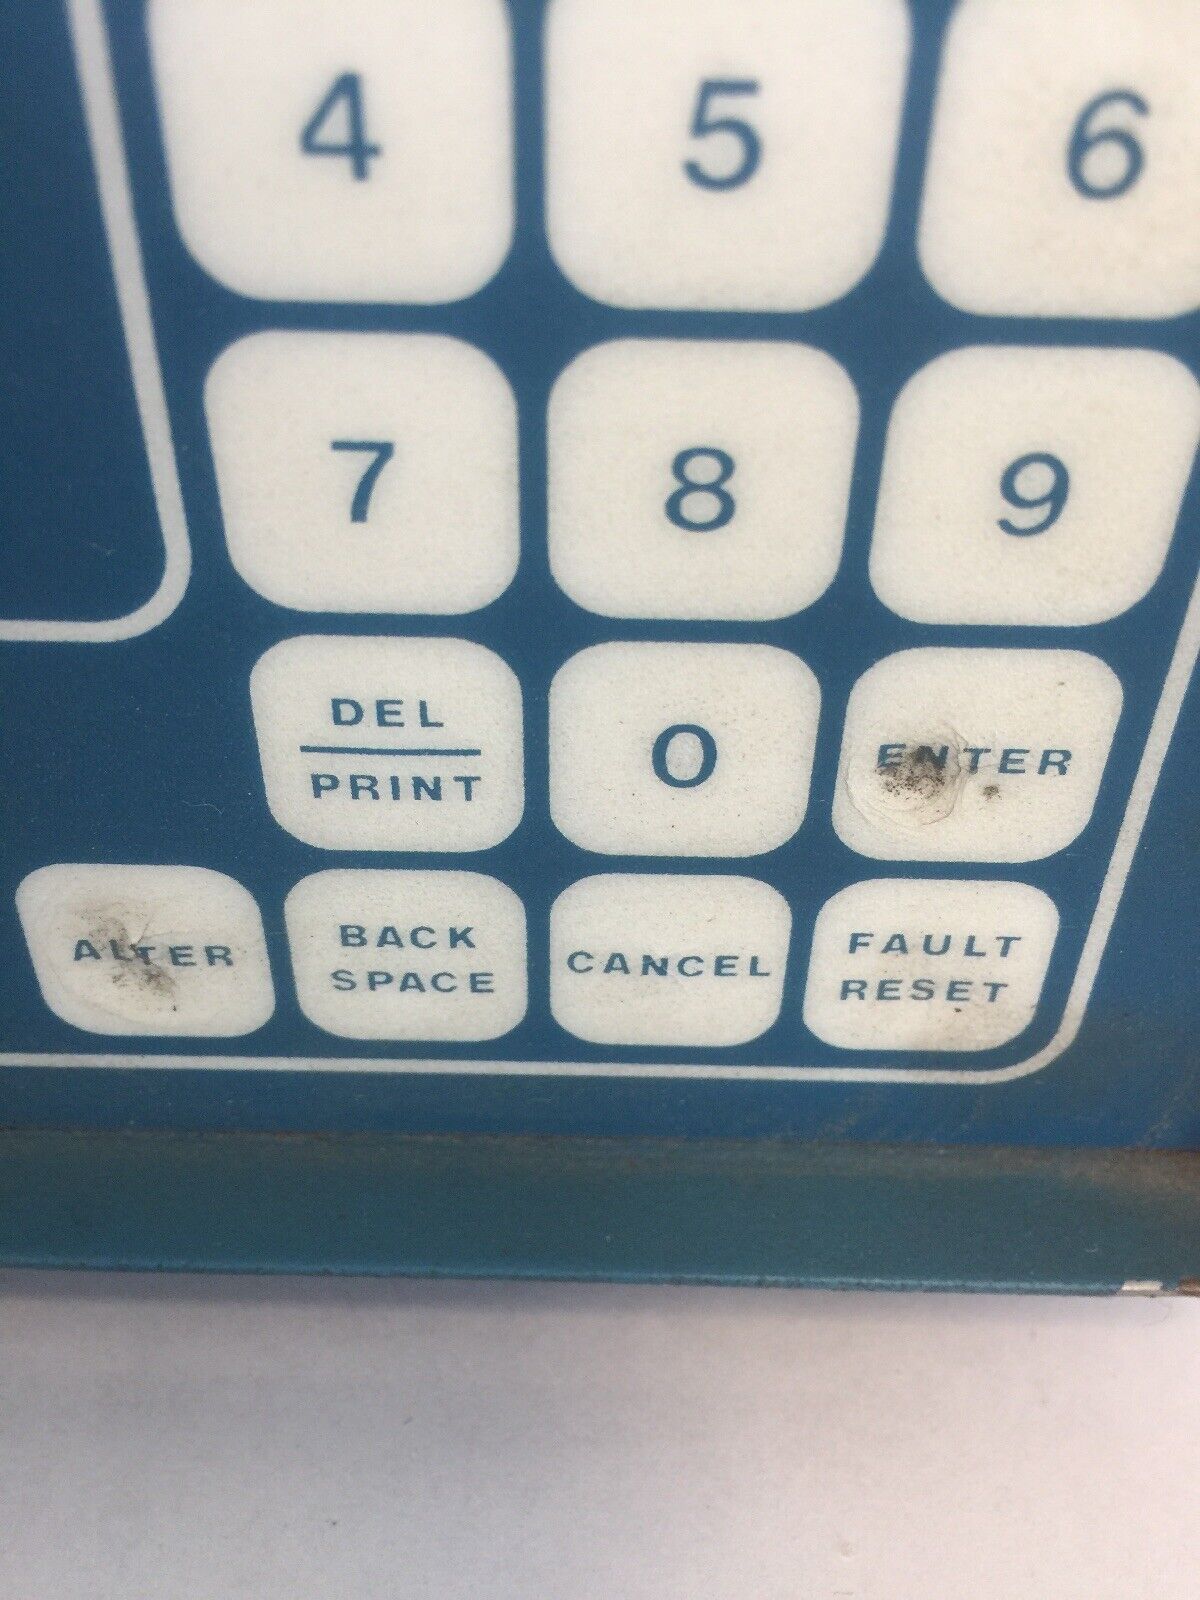 4 5 6
7 8 9
DEL
PRINT
0
ENTER
ALTER
BACK
SPACE
CANCEL
FAULT
RESET